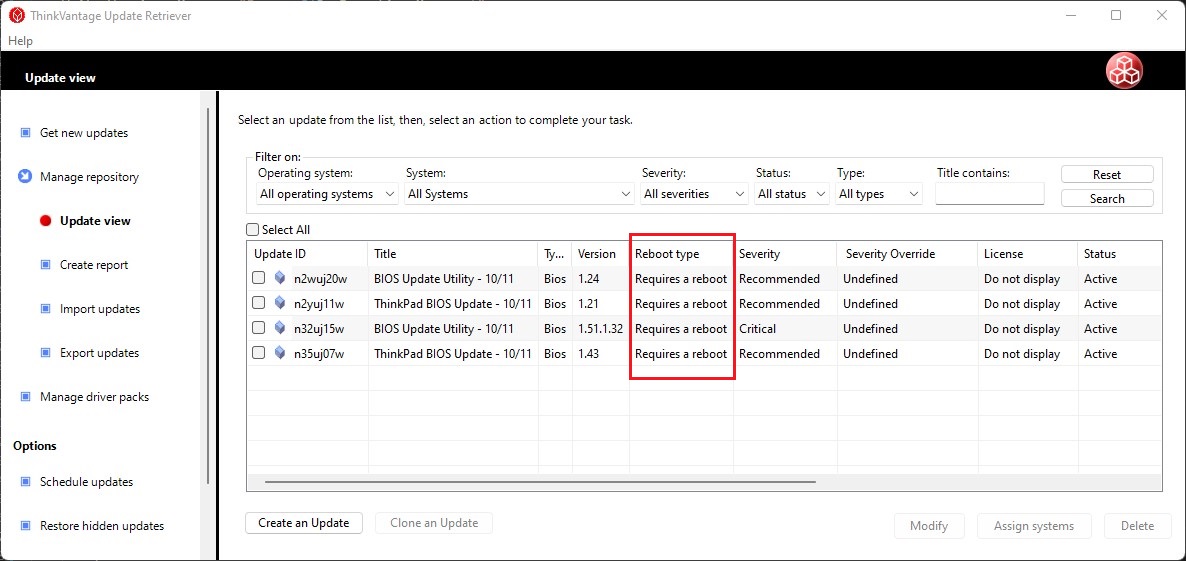 ThinkVantage Update Retriever
Help
Update view
Get new updates
Manage repository
Update view
Create report
Import updates
Export updates
Manage driver packs
Options
Schedule updates
Restore hidden updates
Select an update from the list, then, select an action to complete your task.
Filter on:
Operating system: System: Severity: Status: Type: Title contains: Reset
All operating systems All Systems All severities All status All types Search
Select All
Update ID Title Ty... Version Reboot type Severity Severity Override License Status
n2wuj20w BIOS Update Utility - 10/11 Bios 1.24 Requires a reboot Recommended Undefined Do not display Active
n2yuj11w ThinkPad BIOS Update - 10/11 Bios 1.21 Requires a reboot Recommended Undefined Do not display Active
n32uj15w BIOS Update Utility - 10/11 Bios 1.51.1.32 Requires a reboot Critical Undefined Do not display Active
n35uj07w ThinkPad BIOS Update - 10/11 Bios 1.43 Requires a reboot Recommended Undefined Do not display Active
Create an Update Clone an Update Modify Assign systems Delete